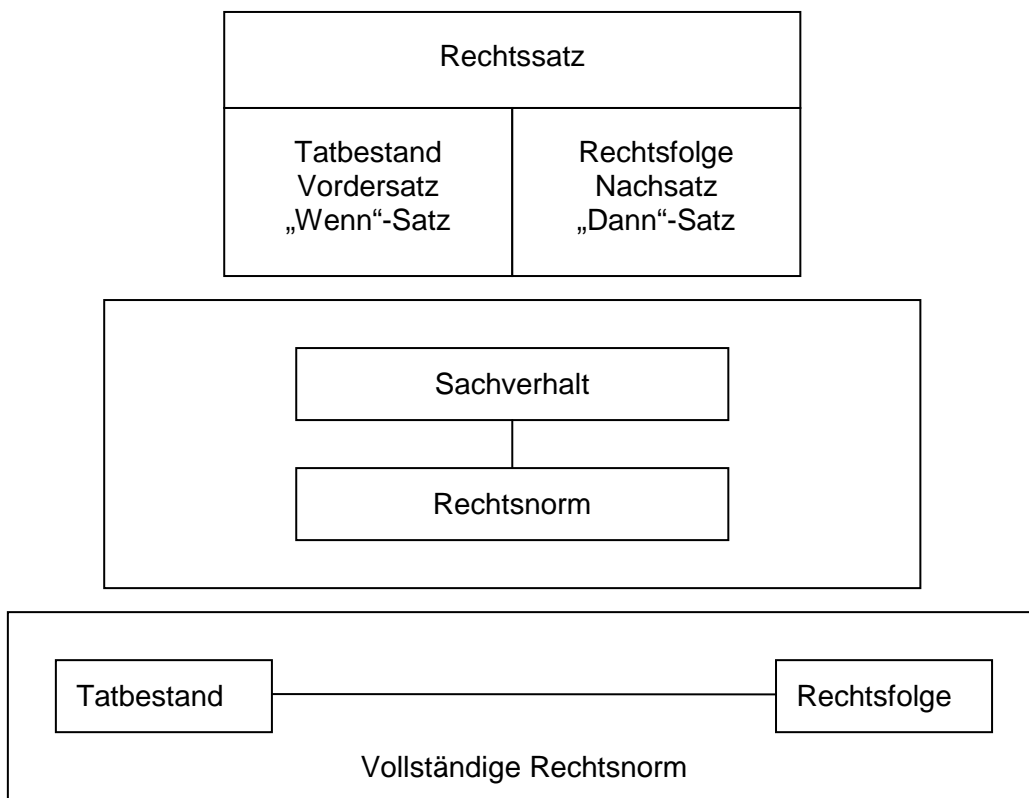 Rechtssatz
Tatbestand
Vordersatz
„Wenn“-Satz
Rechtsfolge
Nachsatz
„Dann“-Satz
Sachverhalt
Rechtsnorm
Tatbestand
Rechtsfolge
Vollständige Rechtsnorm